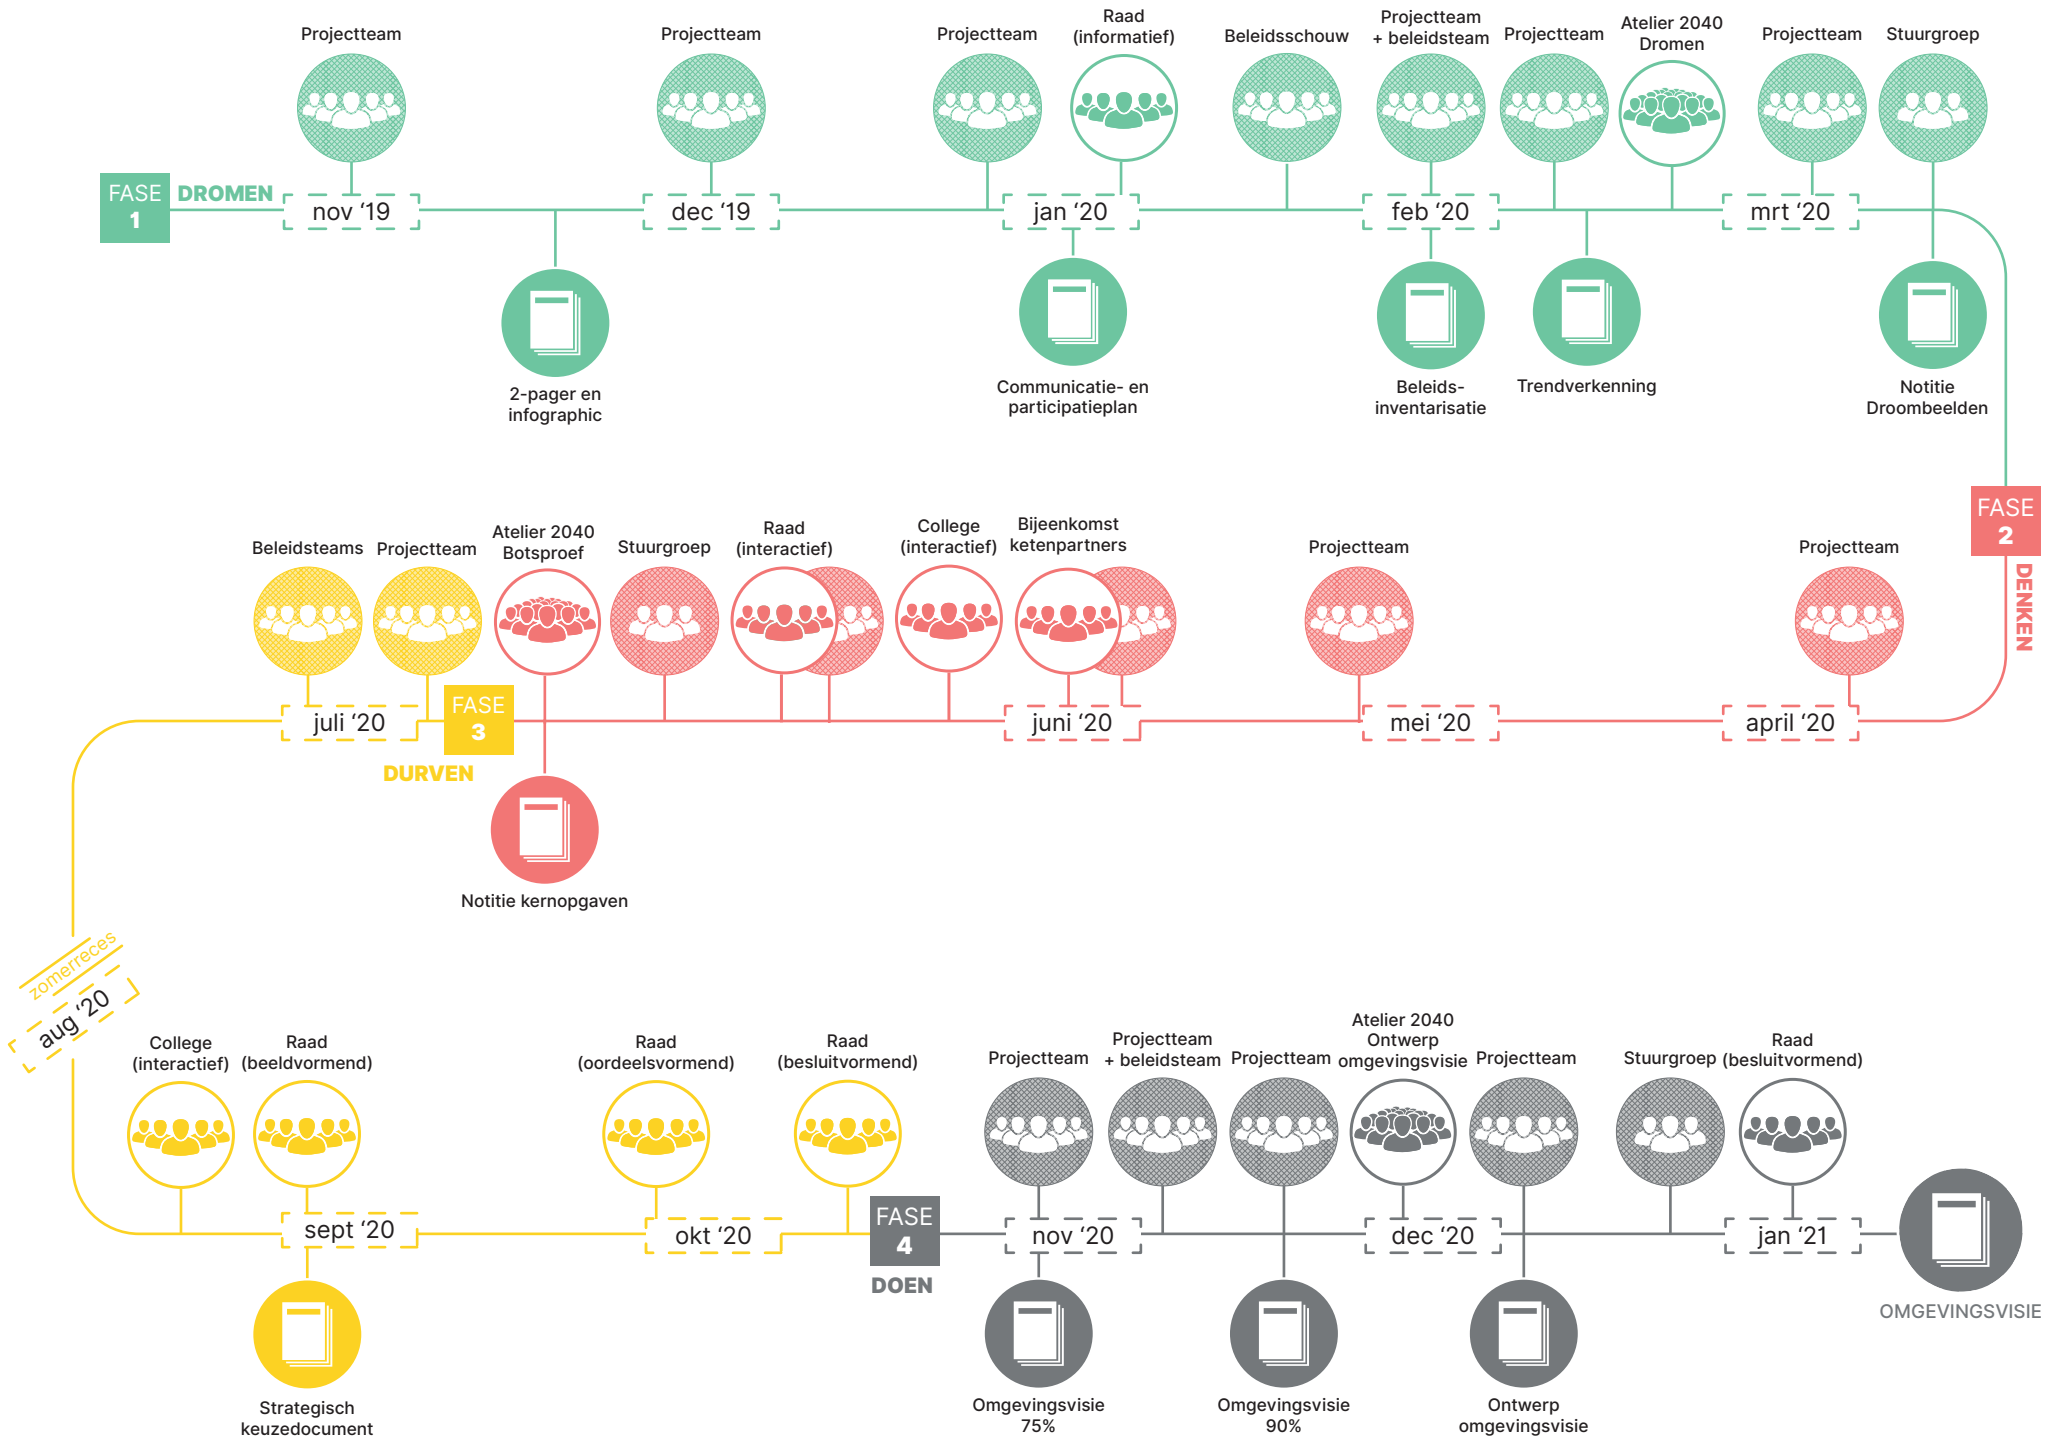 Projectteam
Projectteam
Projectteam
Raad
(informatief)
Beleidsschouw
Projectteam
+ beleidsteam
Projectteam
Atelier 2040
Dromen
Projectteam
Stuurgroep
FASE
1
DROMEN
nov ‘19
dec ‘19
jan ‘20
feb ‘20
mrt ‘20
2-pager en
infographic
Communicatie- en
participatieplan
Beleids-
inventarisatie
Trendverkenning
Notitie
Droombeelden
FASE
2
DENKEN
Beleidsteams
Projectteam
Atelier 2040
Botsproef
Stuurgroep
Raad
(interactief)
College
(interactief)
Bijeenkomst
ketenpartners
Projectteam
Projectteam
juli ‘20
FASE
3
DURVEN
juni ‘20
mei ‘20
april ‘20
Notitie kernopgaven
zomerreces
aug ‘20
College
(interactief)
Raad
(beeldvormend)
Raad
(oordeelsvormend)
Raad
(besluitvormend)
Projectteam
Projectteam
+ beleidsteam
Projectteam
Atelier 2040
Ontwerp
omgevingsvisie
Projectteam
Stuurgroep
Raad
(besluitvormend)
sept ‘20
okt ‘20
FASE
4
DOEN
nov ‘20
dec ‘20
jan ‘21
OMGEVINGSVISIE
Strategisch
keuzedocument
Omgevingsvisie
75%
Omgevingsvisie
90%
Ontwerp
omgevingsvisie